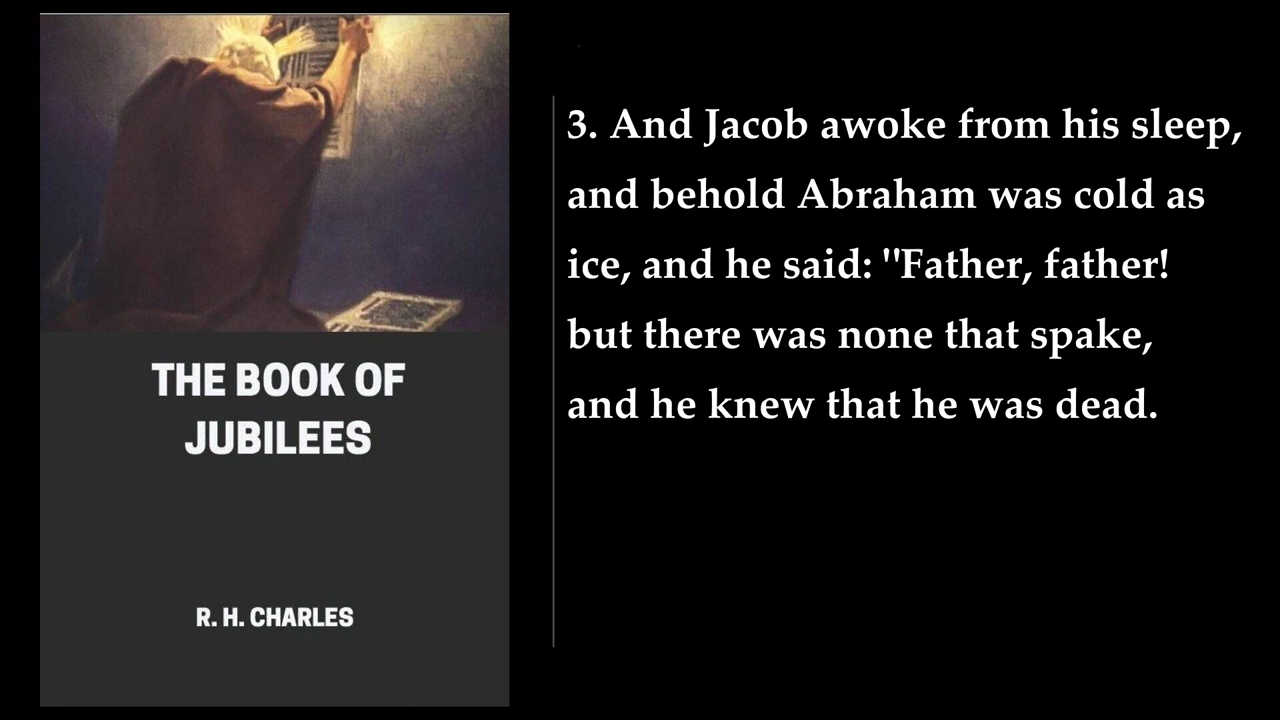 THE BOOK OF
JUBILEES
R. H. CHARLES
3. And Jacob awoke from his sleep,
and behold Abraham was cold as
ice, and he said: "Father, father!
but there was none that spake,
and he knew that he was dead.